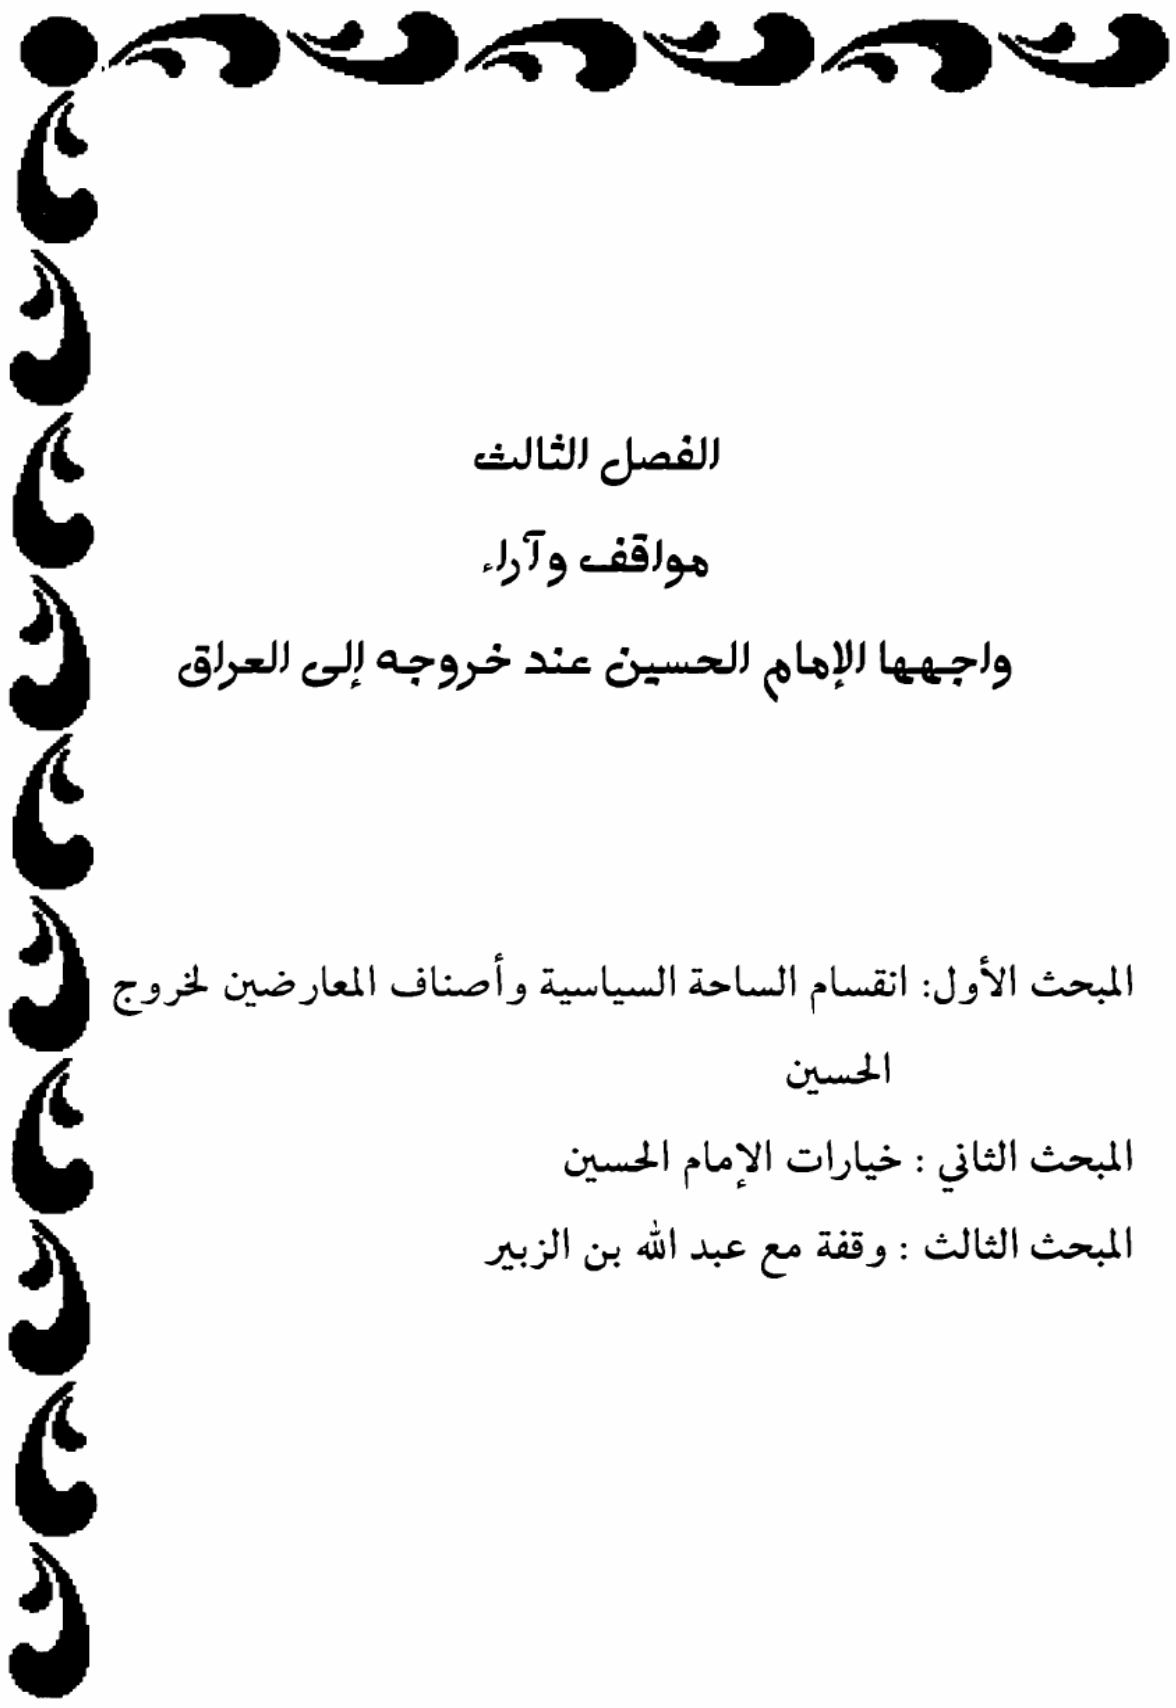 الفصل الثالث
مواقف وآراء
واجهها الإمام الحسين عند خروجه إلى العراق
المبحث الأول: انقسام الساحة السياسية وأصناف المعارضين لخروج
الحسين
المبحث الثاني : خيارات الإمام الحسين
المبحث الثالث : وقفة مع عبد الله بن الزبير